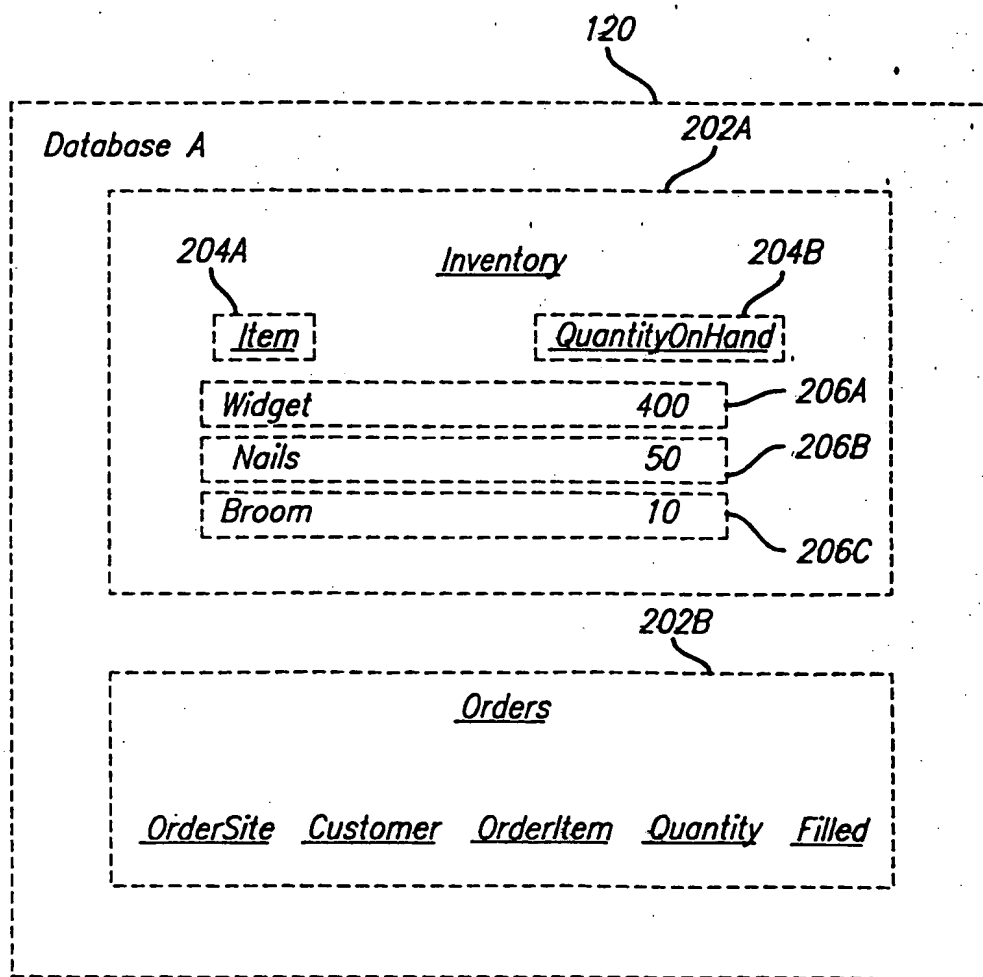 120
Database A
202A
204A
Inventory
204B
Item
QuantityOnHand
Widget 400
206A
Nails 50
206B
Broom 10
206C
202B
Orders
OrderSite Customer OrderItem Quantity Filled